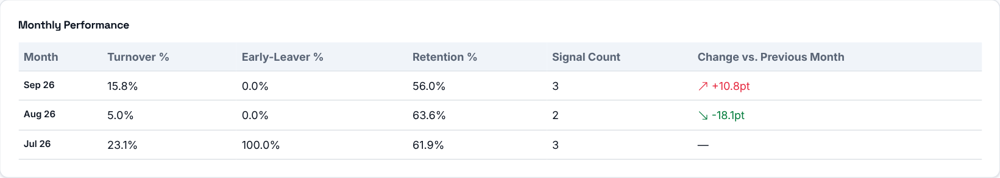 Monthly Performance
Month Turnover % Early-Leaver % Retention % Signal Count Change vs. Previous Month
Sep 26 15.8% 0.0% 56.0% 3 ↗ +10.8pt
Aug 26 5.0% 0.0% 63.6% 2 ↘ -18.1pt
Jul 26 23.1% 100.0% 61.9% 3 —